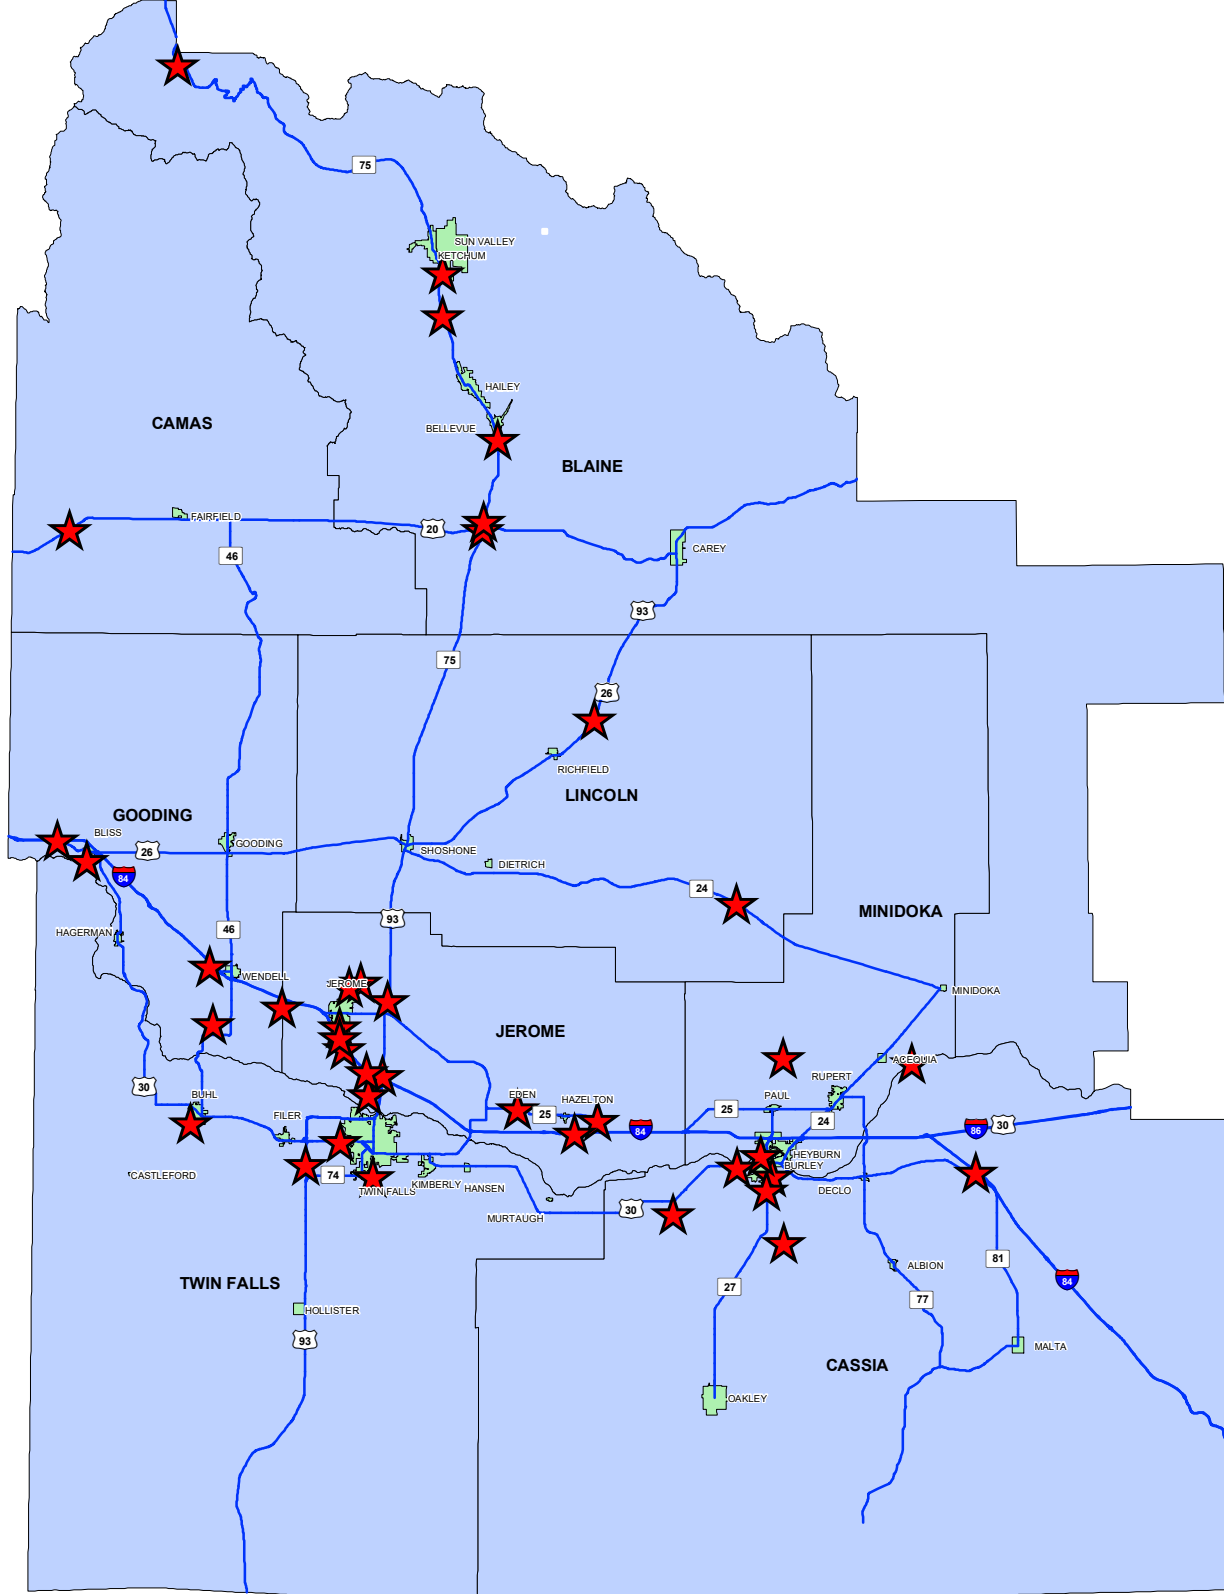 75
SUN VALLEY
KETCHUM
HAILEY
CAMAS
BELLEVUE
BLAINE
FAIRFIELD
20
46
CAREY
93
75
26
RICHFIELD
LINCOLN
GOODING
BLISS
26
GOODING
SHOSHONE
DIETRICH
84
24
MINIDOKA
93
46
HAGERMAN
WENDELL
JEROME
MINIDOKA
JEROME
ACEQUIA
RUPERT
30
BUHL
EDEN
HAZELTON
PAUL
25
25
FILER
24
84
86
30
HEYBURN
BURLEY
CASTLEFORD
74
TWIN FALLS
KIMBERLY
HANSEN
DECLO
MURTAUGH
30
81
ALBION
TWIN FALLS
27
84
77
HOLLISTER
93
MALTA
CASSIA
OAKLEY